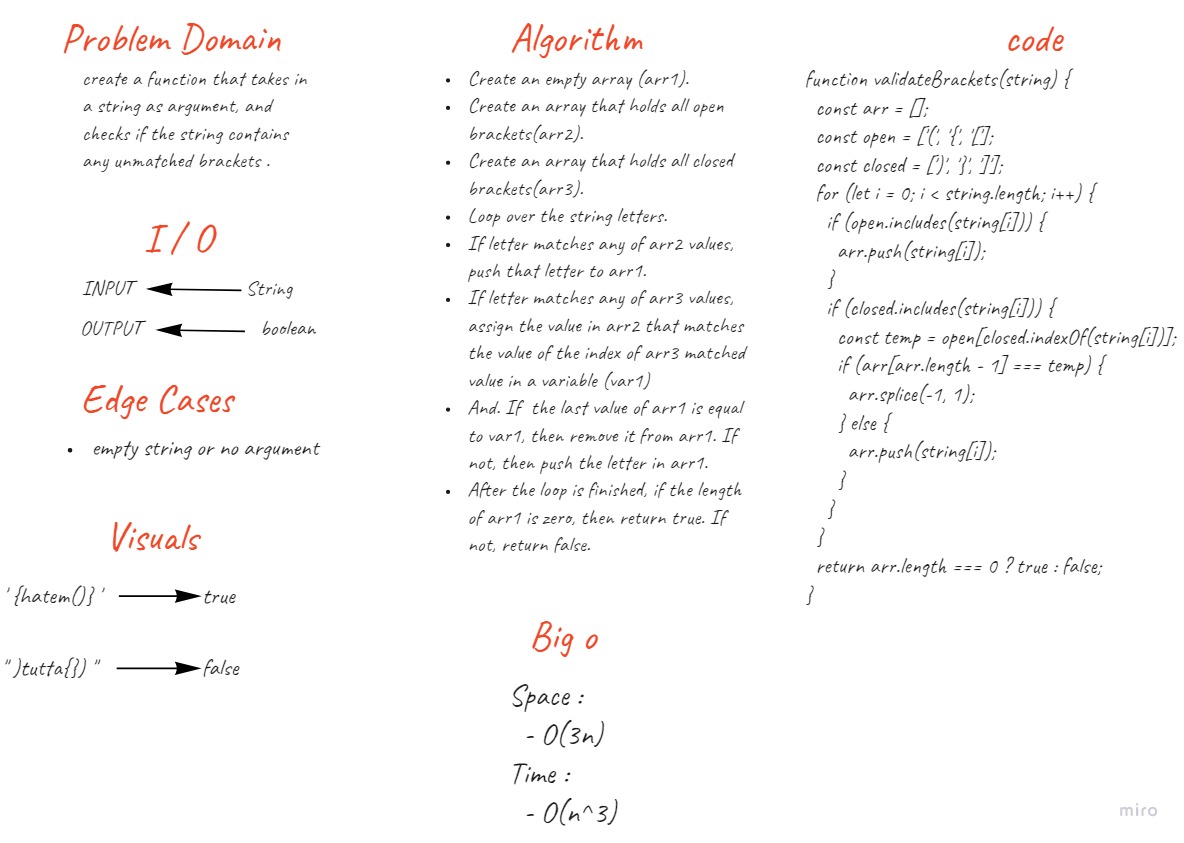 Problem Domain
create a function that takes in
a string as argument, and
checks if the string contains
any unmatched brackets .
I / O
INPUT String
OUTPUT boolean
Edge Cases
• empty string or no argument
Visuals
' {hatem()} ' true
" )tutta{}) " false
Algorithm
• Create an empty array (arr1).
• Create an array that holds all open
brackets(arr2).
• Create an array that holds all closed
brackets(arr3).
• Loop over the string letters.
• If letter matches any of arr2 values,
push that letter to arr1.
• If letter matches any of arr3 values,
assign the value in arr2 that matches
the value of the index of arr3 matched
value in a variable (var1)
• And. If the last value of arr1 is equal
to var1, then remove it from arr1. If
not, then push the letter in arr1.
• After the loop is finished, if the length
of arr1 is zero, then return true. If
not, return false.
Big o
Space :
- O(3n)
Time :
- O(n^3)
code
function validateBrackets(string) {
const arr = [];
const open = ['(', '{', '['];
const closed = [')', '}', ']'];
for (let i = 0; i < string.length; i++) {
if (open.includes(string[i])) {
arr.push(string[i]);
}
if (closed.includes(string[i])) {
const temp = open[closed.indexOf(string[i])];
if (arr[arr.length - 1] === temp) {
arr.splice(-1, 1);
} else {
arr.push(string[i]);
}
}
}
return arr.length === 0 ? true : false;
}
miro